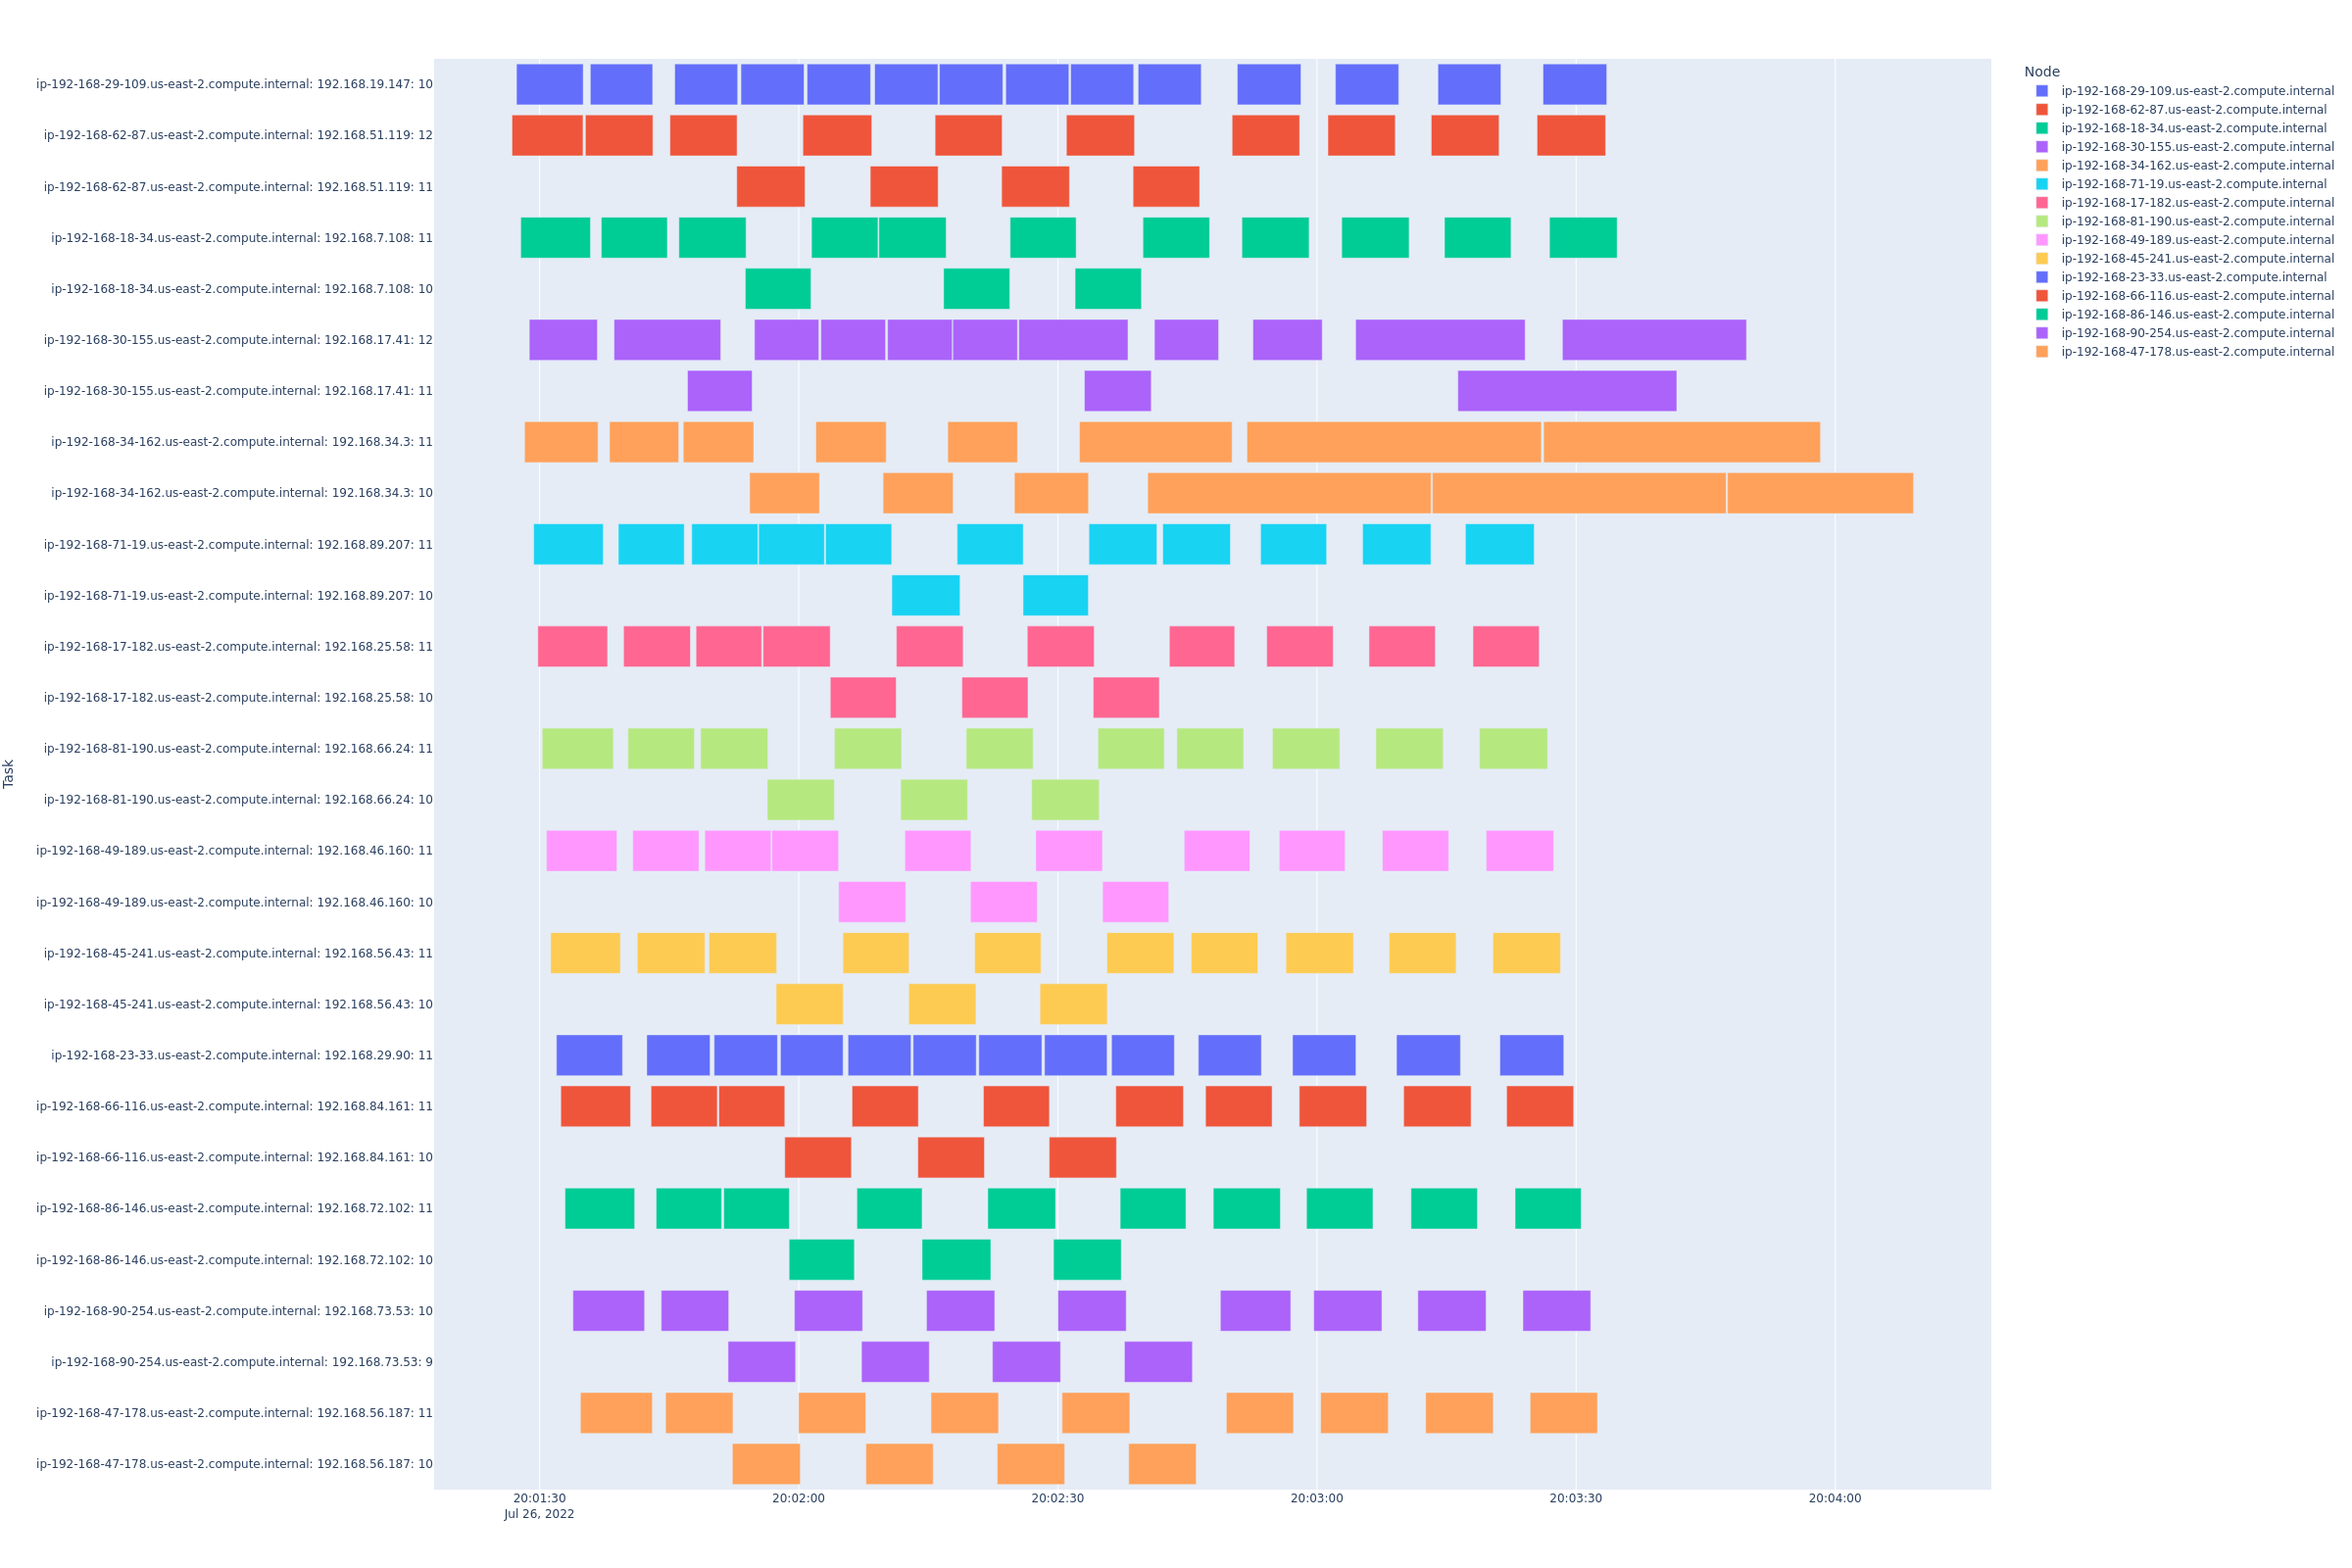 ip-192-168-29-109.us-east-2.compute.internal: 192.168.19.147: 10
ip-192-168-62-87.us-east-2.compute.internal: 192.168.51.119: 12
ip-192-168-62-87.us-east-2.compute.internal: 192.168.51.119: 11
ip-192-168-18-34.us-east-2.compute.internal: 192.168.7.108: 11
ip-192-168-18-34.us-east-2.compute.internal: 192.168.7.108: 10
ip-192-168-30-155.us-east-2.compute.internal: 192.168.17.41: 12
ip-192-168-30-155.us-east-2.compute.internal: 192.168.17.41: 11
ip-192-168-34-162.us-east-2.compute.internal: 192.168.34.3: 11
ip-192-168-34-162.us-east-2.compute.internal: 192.168.34.3: 10
ip-192-168-71-19.us-east-2.compute.internal: 192.168.89.207: 11
ip-192-168-71-19.us-east-2.compute.internal: 192.168.89.207: 10
ip-192-168-17-182.us-east-2.compute.internal: 192.168.25.58: 11
ip-192-168-17-182.us-east-2.compute.internal: 192.168.25.58: 10
ip-192-168-81-190.us-east-2.compute.internal: 192.168.66.24: 11
ip-192-168-81-190.us-east-2.compute.internal: 192.168.66.24: 10
ip-192-168-49-189.us-east-2.compute.internal: 192.168.46.160: 11
ip-192-168-49-189.us-east-2.compute.internal: 192.168.46.160: 10
ip-192-168-45-241.us-east-2.compute.internal: 192.168.56.43: 11
ip-192-168-45-241.us-east-2.compute.internal: 192.168.56.43: 10
ip-192-168-23-33.us-east-2.compute.internal: 192.168.29.90: 11
ip-192-168-66-116.us-east-2.compute.internal: 192.168.84.161: 11
ip-192-168-66-116.us-east-2.compute.internal: 192.168.84.161: 10
ip-192-168-86-146.us-east-2.compute.internal: 192.168.72.102: 11
ip-192-168-86-146.us-east-2.compute.internal: 192.168.72.102: 10
ip-192-168-90-254.us-east-2.compute.internal: 192.168.73.53: 10
ip-192-168-90-254.us-east-2.compute.internal: 192.168.73.53: 9
ip-192-168-47-178.us-east-2.compute.internal: 192.168.56.187: 11
ip-192-168-47-178.us-east-2.compute.internal: 192.168.56.187: 10
Task
20:01:30
Jul 26, 2022
20:02:00
20:02:30
20:03:00
20:03:30
20:04:00
Node
ip-192-168-29-109.us-east-2.compute.internal
ip-192-168-62-87.us-east-2.compute.internal
ip-192-168-18-34.us-east-2.compute.internal
ip-192-168-30-155.us-east-2.compute.internal
ip-192-168-34-162.us-east-2.compute.internal
ip-192-168-71-19.us-east-2.compute.internal
ip-192-168-17-182.us-east-2.compute.internal
ip-192-168-81-190.us-east-2.compute.internal
ip-192-168-49-189.us-east-2.compute.internal
ip-192-168-45-241.us-east-2.compute.internal
ip-192-168-23-33.us-east-2.compute.internal
ip-192-168-66-116.us-east-2.compute.internal
ip-192-168-86-146.us-east-2.compute.internal
ip-192-168-90-254.us-east-2.compute.internal
ip-192-168-47-178.us-east-2.compute.internal